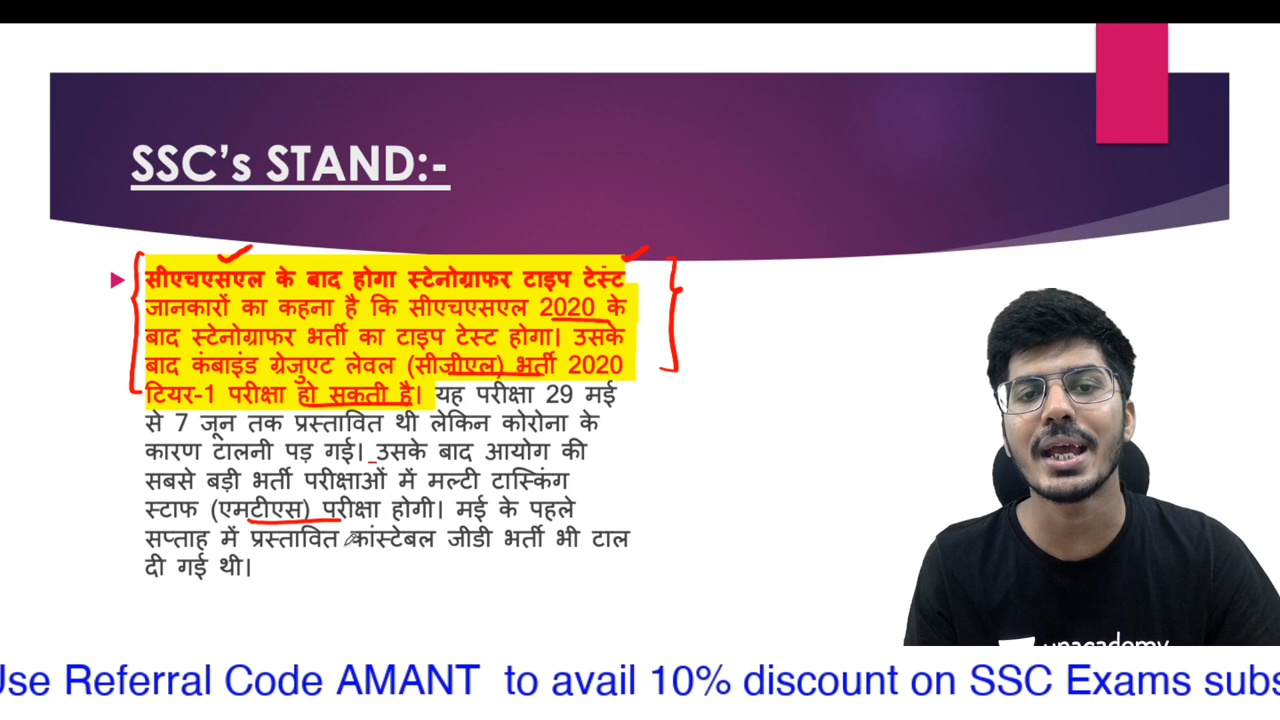 SSC’s STAND:-
सीएचएसएल के बाद होगा स्टेनोग्राफर टाइप टेस्ट
जानकारों का कहना है कि सीएचएसएल 2020 के
बाद स्टेनोग्राफर भर्ती का टाइप टेस्ट होगा। उसके
बाद कंबाइंड ग्रेजुएट लेवल (सीजीएल) भर्ती 2020
टियर-1 परीक्षा हो सकती है। यह परीक्षा 29 मई
से 7 जून तक प्रस्तावित थी लेकिन कोरोना के
कारण टालनी पड़ गई। उसके बाद आयोग की
सबसे बड़ी भर्ती परीक्षाओं में मल्टी टास्किंग
स्टाफ (एमटीएस) परीक्षा होगी। मई के पहले
सप्ताह में प्रस्तावित कांस्टेबल जीडी भर्ती भी टाल
दी गई थी।
unacademy
Use Referral Code AMANT to avail 10% discount on SSC Exams subs